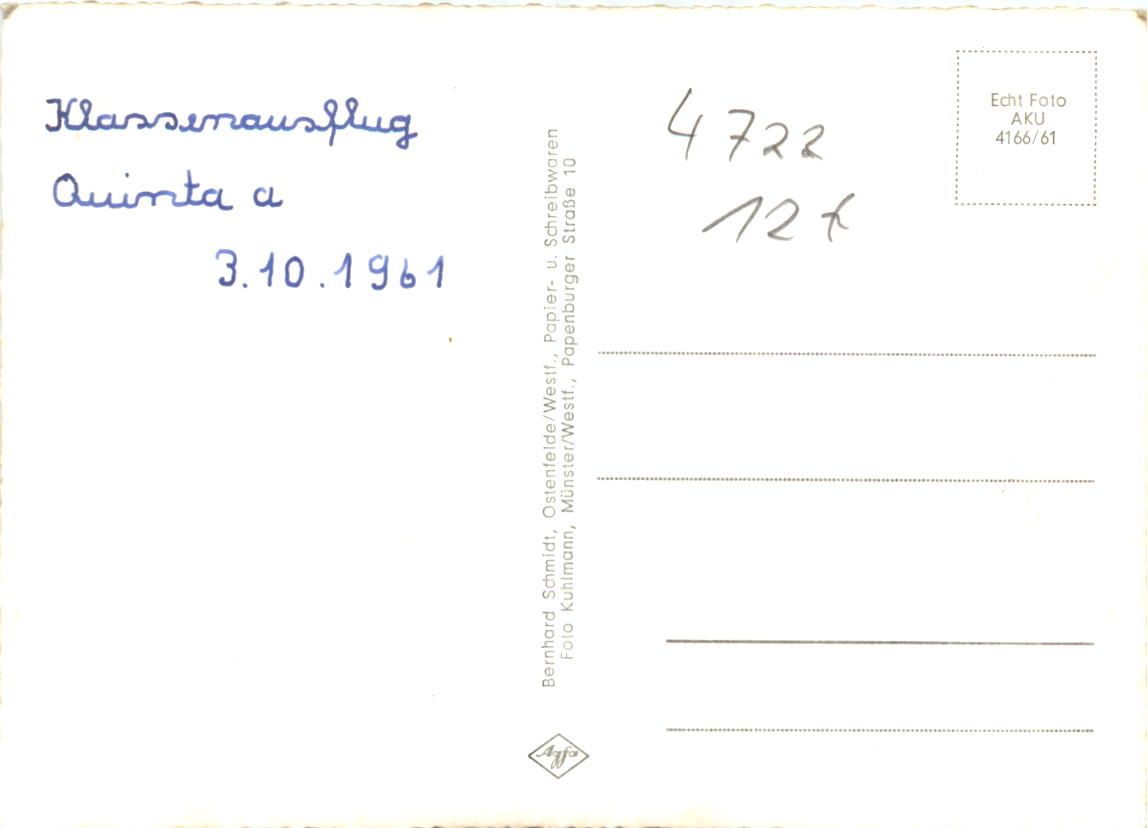 Klassenausflug
Quinta a
3.10.1961
Bernhard Schmidt, Ostenfelde/Westf., Papier- u. Schreibwaren
Foto Kuhlmann, Münster/Westf., Papenburger Straße 10
Agfa
4722
12
Echt Foto
AKU
4166/61